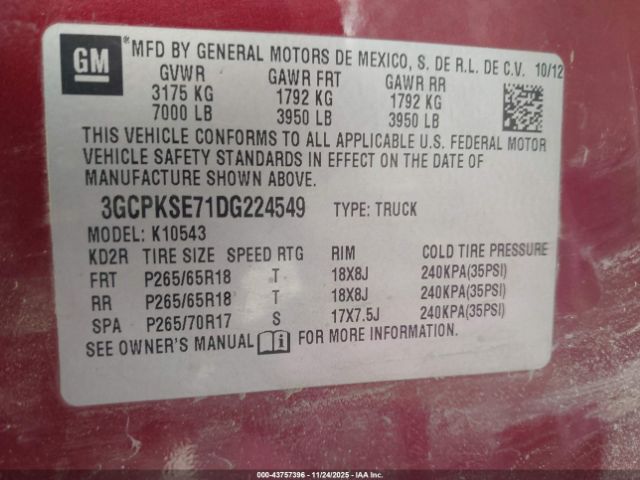 GM *MFD BY GENERAL MOTORS DE MEXICO, S. DE R.L. DE C.V. 10/12
GVWR GAWR FRT GAWR RR
3175 KG 1792 KG 1792 KG
7000 LB 3950 LB 3950 LB
THIS VEHICLE CONFORMS TO ALL APPLICABLE U.S. FEDERAL MOTOR
VEHICLE SAFETY STANDARDS IN EFFECT ON THE DATE OF
MANUFACTURE SHOWN ABOVE.
3GCPKSE71DG224549 TYPE: TRUCK
MODEL: K10543
KD2R TIRE SIZE SPEED RTG RIM COLD TIRE PRESSURE
FRT P265/65R18 T 18X8J 240KPA(35PSI)
RR P265/65R18 T 18X8J 240KPA(35PSI)
SPA P265/70R17 S 17X7.5J 240KPA(35PSI)
SEE OWNER'S MANUAL FOR MORE INFORMATION.
000-43757396 - 11/24/2025 - IAA Inc.